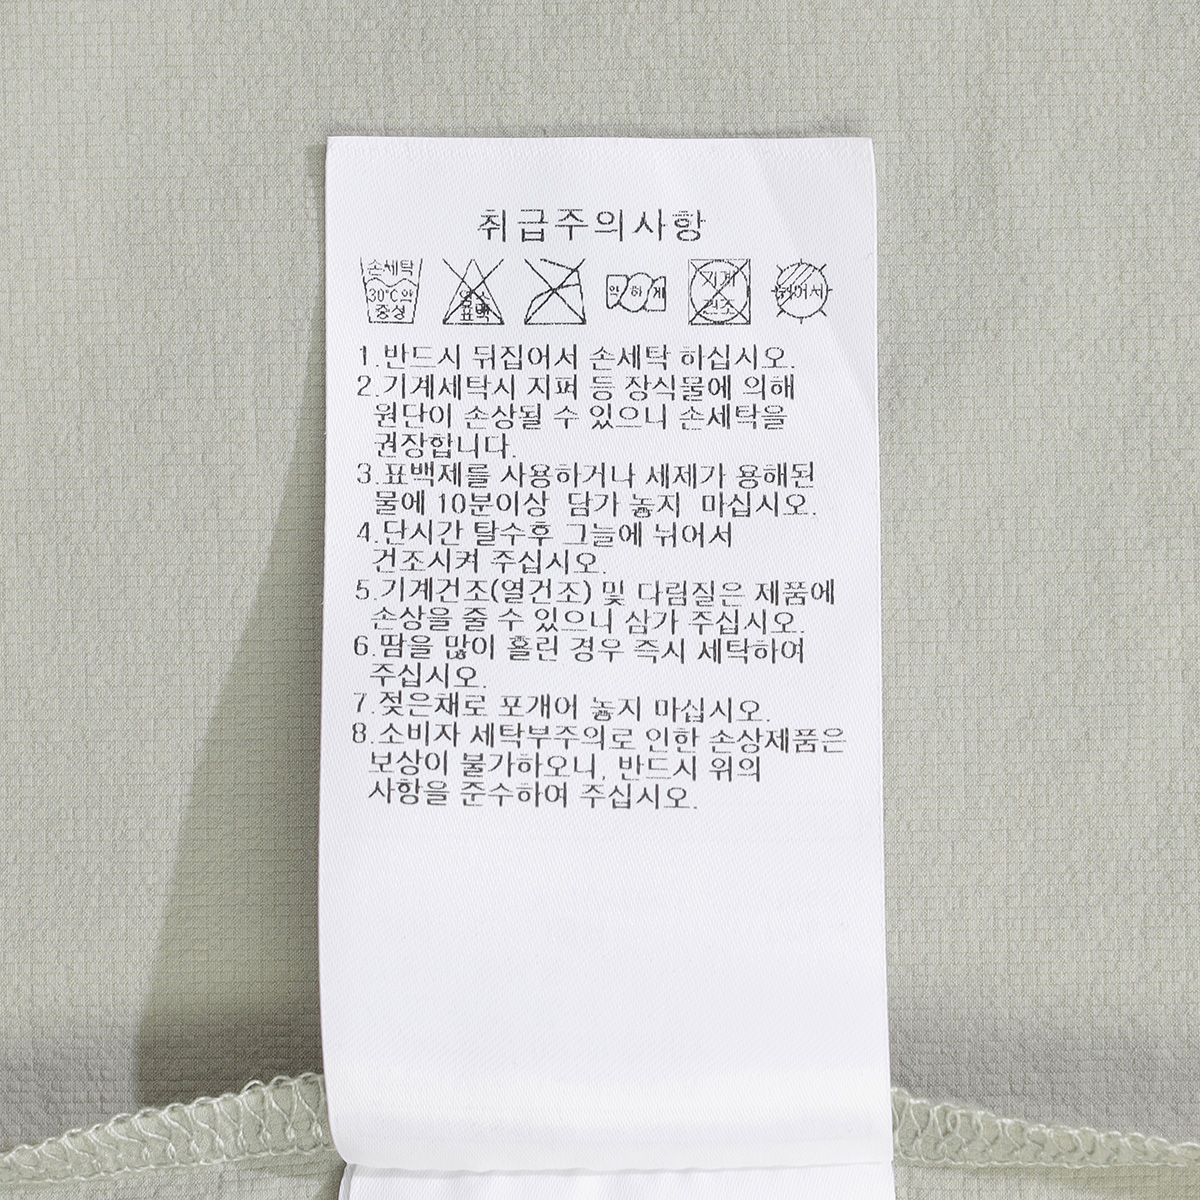 취급주의사항
손세탁
30℃약
중성
염소
표백
약하게
기계
건조
뉘어서
1.반드시 뒤집어서 손세탁 하십시오.
2.기계세탁시 지퍼 등 장식물에 의해
원단이 손상될 수 있으니 손세탁을
권장합니다.
3.표백제를 사용하거나 세제가 용해된
물에 10분이상 담가 놓지 마십시오.
4.단시간 탈수후 그늘에 뉘어서
건조시켜 주십시오.
5.기계건조(열건조) 및 다림질은 제품에
손상을 줄 수 있으니 삼가 주십시오.
6.땀을 많이 흘린 경우 즉시 세탁하여
주십시오.
7.젖은채로 포개어 놓지 마십시오.
8.소비자 세탁부주의로 인한 손상제품은
보상이 불가하오니, 반드시 위의
사항을 준수하여 주십시오.